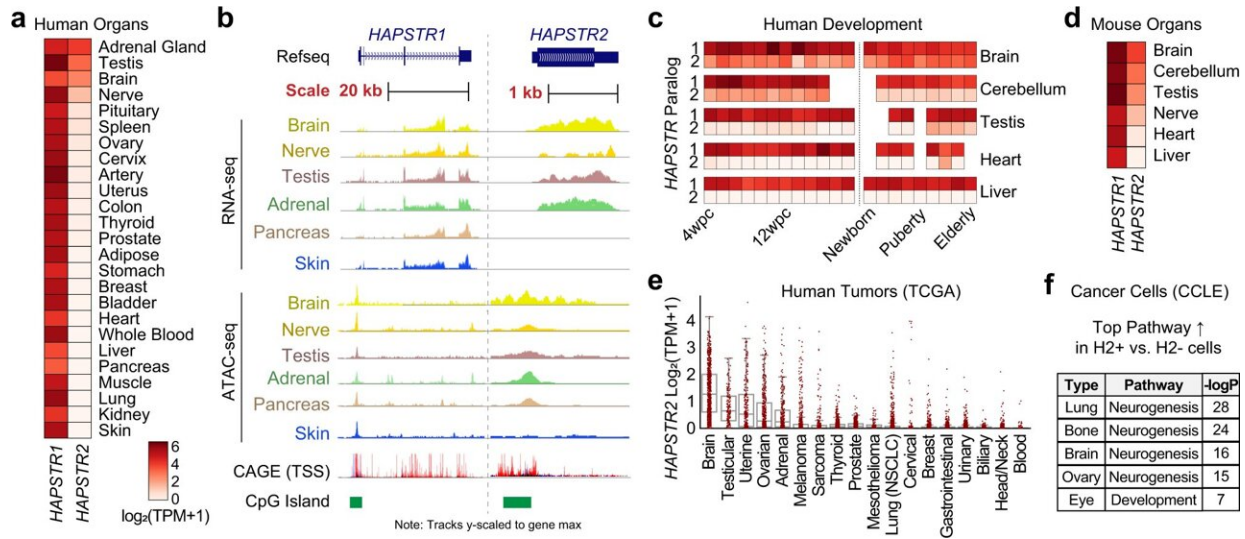 a
Human Organs
Adrenal Gland
Testis
Brain
Nerve
Pituitary
Spleen
Ovary
Cervix
Artery
Uterus
Colon
Thyroid
Prostate
Adipose
Stomach
Breast
Bladder
Heart
Whole Blood
Liver
Pancreas
Muscle
Lung
Kidney
Skin
HAPSTR1
HAPSTR2
6
4
2
0
log₂(TPM+1)
b
HAPSTR1 HAPSTR2
Refseq
Scale 20 kb 1 kb
RNA-seq
Brain
Nerve
Testis
Adrenal
Pancreas
Skin
ATAC-seq
Brain
Nerve
Testis
Adrenal
Pancreas
Skin
CAGE (TSS)
CpG Island
Note: Tracks y-scaled to gene max
c
Human Development
HAPSTR Paralog
1
2
Brain
1
2
Cerebellum
1
2
Testis
1
2
Heart
1
2
Liver
4wpc
12wpc
Newborn
Puberty
Elderly
d
Mouse Organs
Brain
Cerebellum
Testis
Nerve
Heart
Liver
HAPSTR1
HAPSTR2
e
Human Tumors (TCGA)
HAPSTR2 Log₂(TPM+1)
4
3
2
1
0
Brain
Testicular
Uterine
Ovarian
Adrenal
Melanoma
Sarcoma
Thyroid
Prostate
Mesothelioma
Lung (NSCLC)
Cervical
Breast
Gastrointestinal
Urinary
Biliary
Head/Neck
Blood
f
Cancer Cells (CCLE)
Top Pathway ↑
in H2+ vs. H2- cells
Type Pathway -logP
Lung Neurogenesis 28
Bone Neurogenesis 24
Brain Neurogenesis 16
Ovary Neurogenesis 15
Eye Development 7